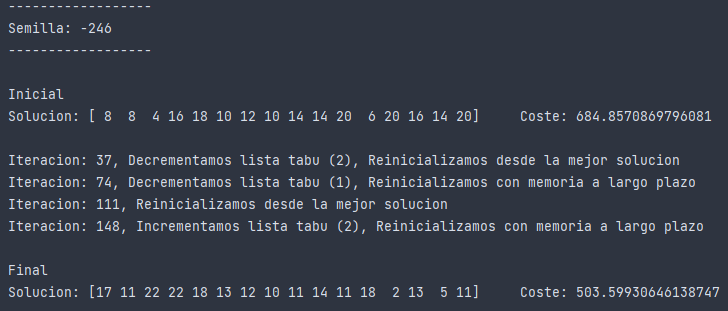 ------------------
Semilla: -246
------------------
Inicial
Solucion: [ 8  8  4 16 18 10 12 10 14 14 20  6 20 16 14 20]     Coste: 684.8570869796081
Iteracion: 37, Decrementamos lista tabu (2), Reinicializamos desde la mejor solucion
Iteracion: 74, Decrementamos lista tabu (1), Reinicializamos con memoria a largo plazo
Iteracion: 111, Reinicializamos desde la mejor solucion
Iteracion: 148, Incrementamos lista tabu (2), Reinicializamos con memoria a largo plazo
Final
Solucion: [17 11 22 22 18 13 12 10 11 14 11 18  2 13  5 11]     Coste: 503.59930646138747